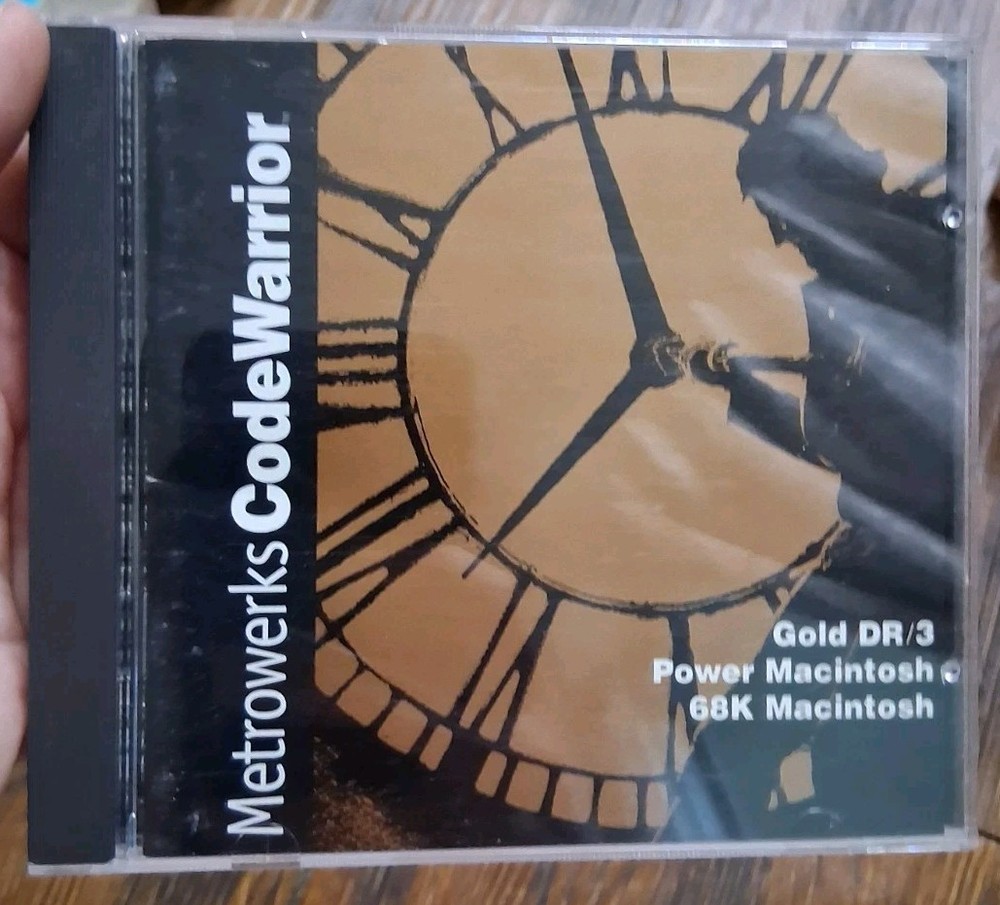 Metrowerks CodeWarrior
Gold DR/3
Power Macintosh
68K Macintosh